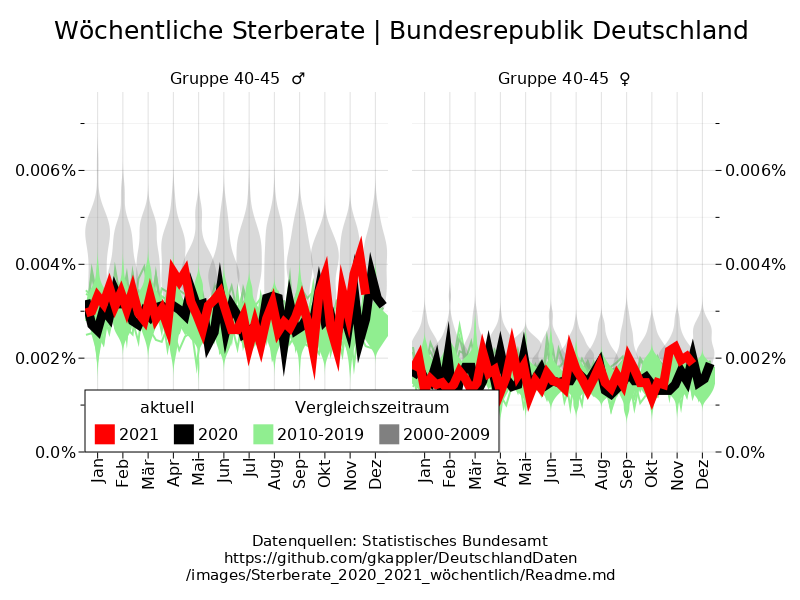 Wöchentliche Sterberate | Bundesrepublik Deutschland
Gruppe 40-45 ♂
Gruppe 40-45 ♀
0.006%
0.004%
0.002%
0.0%
0.006%
0.004%
0.002%
0.0%
aktuell
Vergleichszeitraum
2021
2020
2010-2019
2000-2009
Jan
Feb
Mär
Apr
Mai
Jun
Jul
Aug
Sep
Okt
Nov
Dez
Jan
Feb
Mär
Apr
Mai
Jun
Jul
Aug
Sep
Okt
Nov
Dez
Datenquellen: Statistisches Bundesamt
https://github.com/gkappler/DeutschlandDaten
/images/Sterberate_2020_2021_wöchentlich/Readme.md